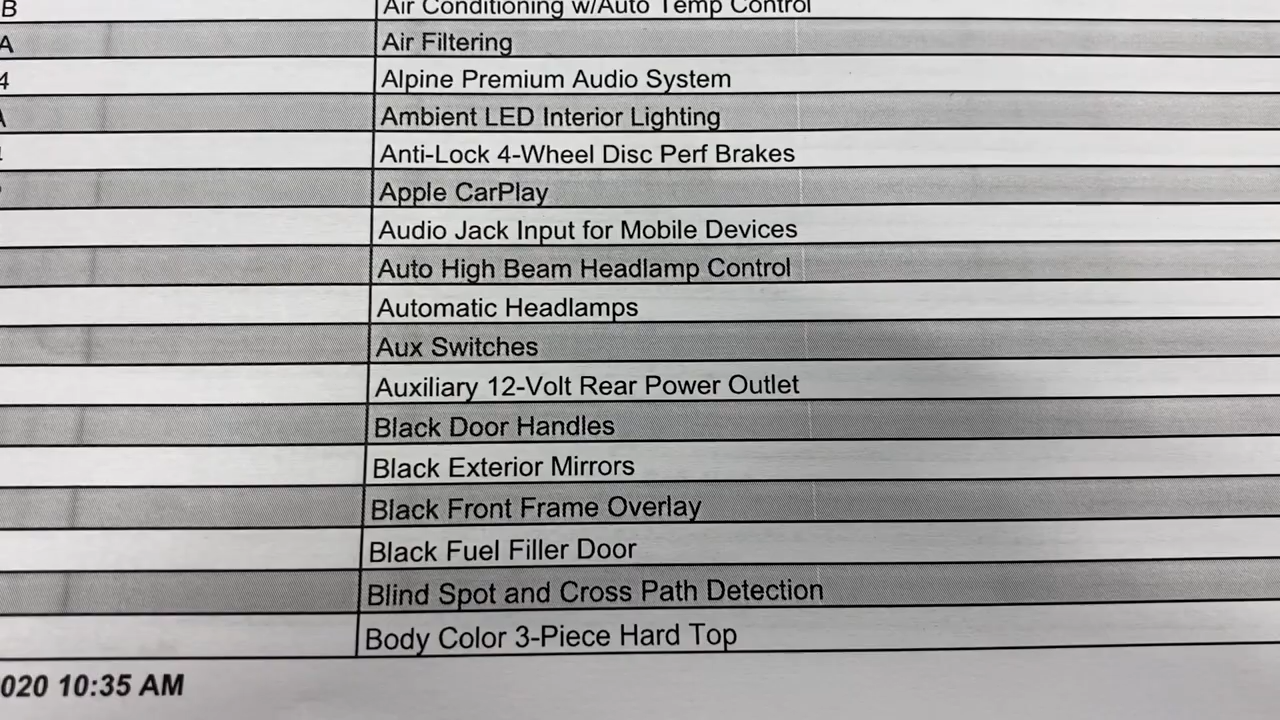 B Air Conditioning w/Auto Temp Control
A Air Filtering
4 Alpine Premium Audio System
A Ambient LED Interior Lighting
Anti-Lock 4-Wheel Disc Perf Brakes
Apple CarPlay
Audio Jack Input for Mobile Devices
Auto High Beam Headlamp Control
Automatic Headlamps
Aux Switches
Auxiliary 12-Volt Rear Power Outlet
Black Door Handles
Black Exterior Mirrors
Black Front Frame Overlay
Black Fuel Filler Door
Blind Spot and Cross Path Detection
Body Color 3-Piece Hard Top
020 10:35 AM